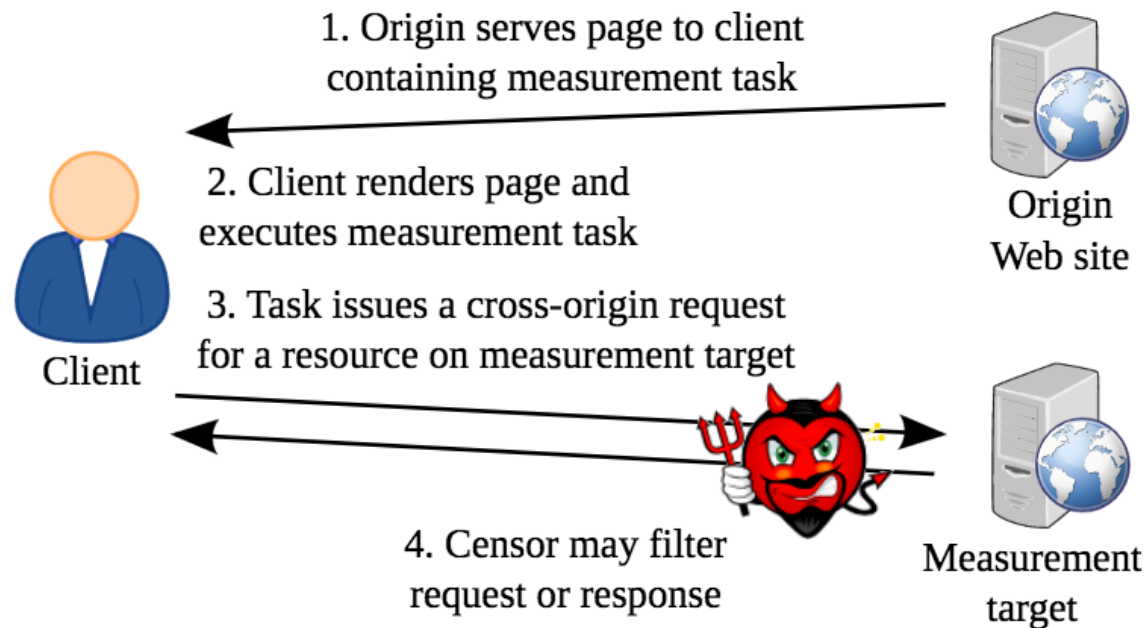 1. Origin serves page to client
containing measurement task
2. Client renders page and
executes measurement task
Origin
Web site
3. Task issues a cross-origin request
for a resource on measurement target
Client
4. Censor may filter
request or response
Measurement
target